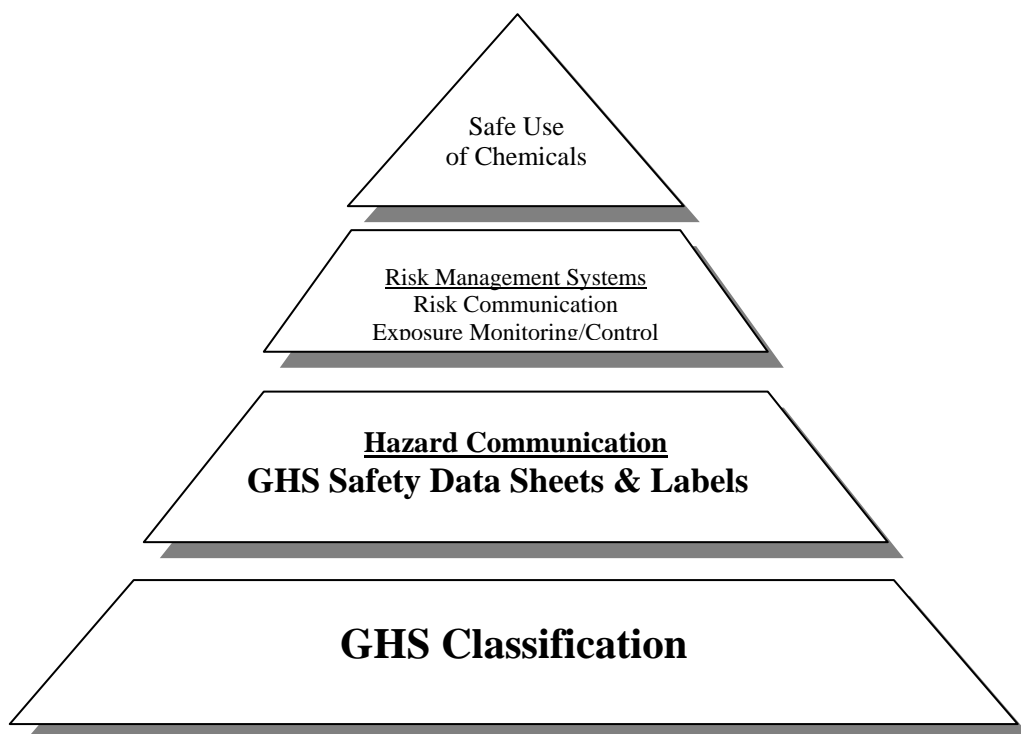 Safe Use
of Chemicals
Risk Management Systems
Risk Communication
Exposure Monitoring/Control
Hazard Communication
GHS Safety Data Sheets & Labels
GHS Classification